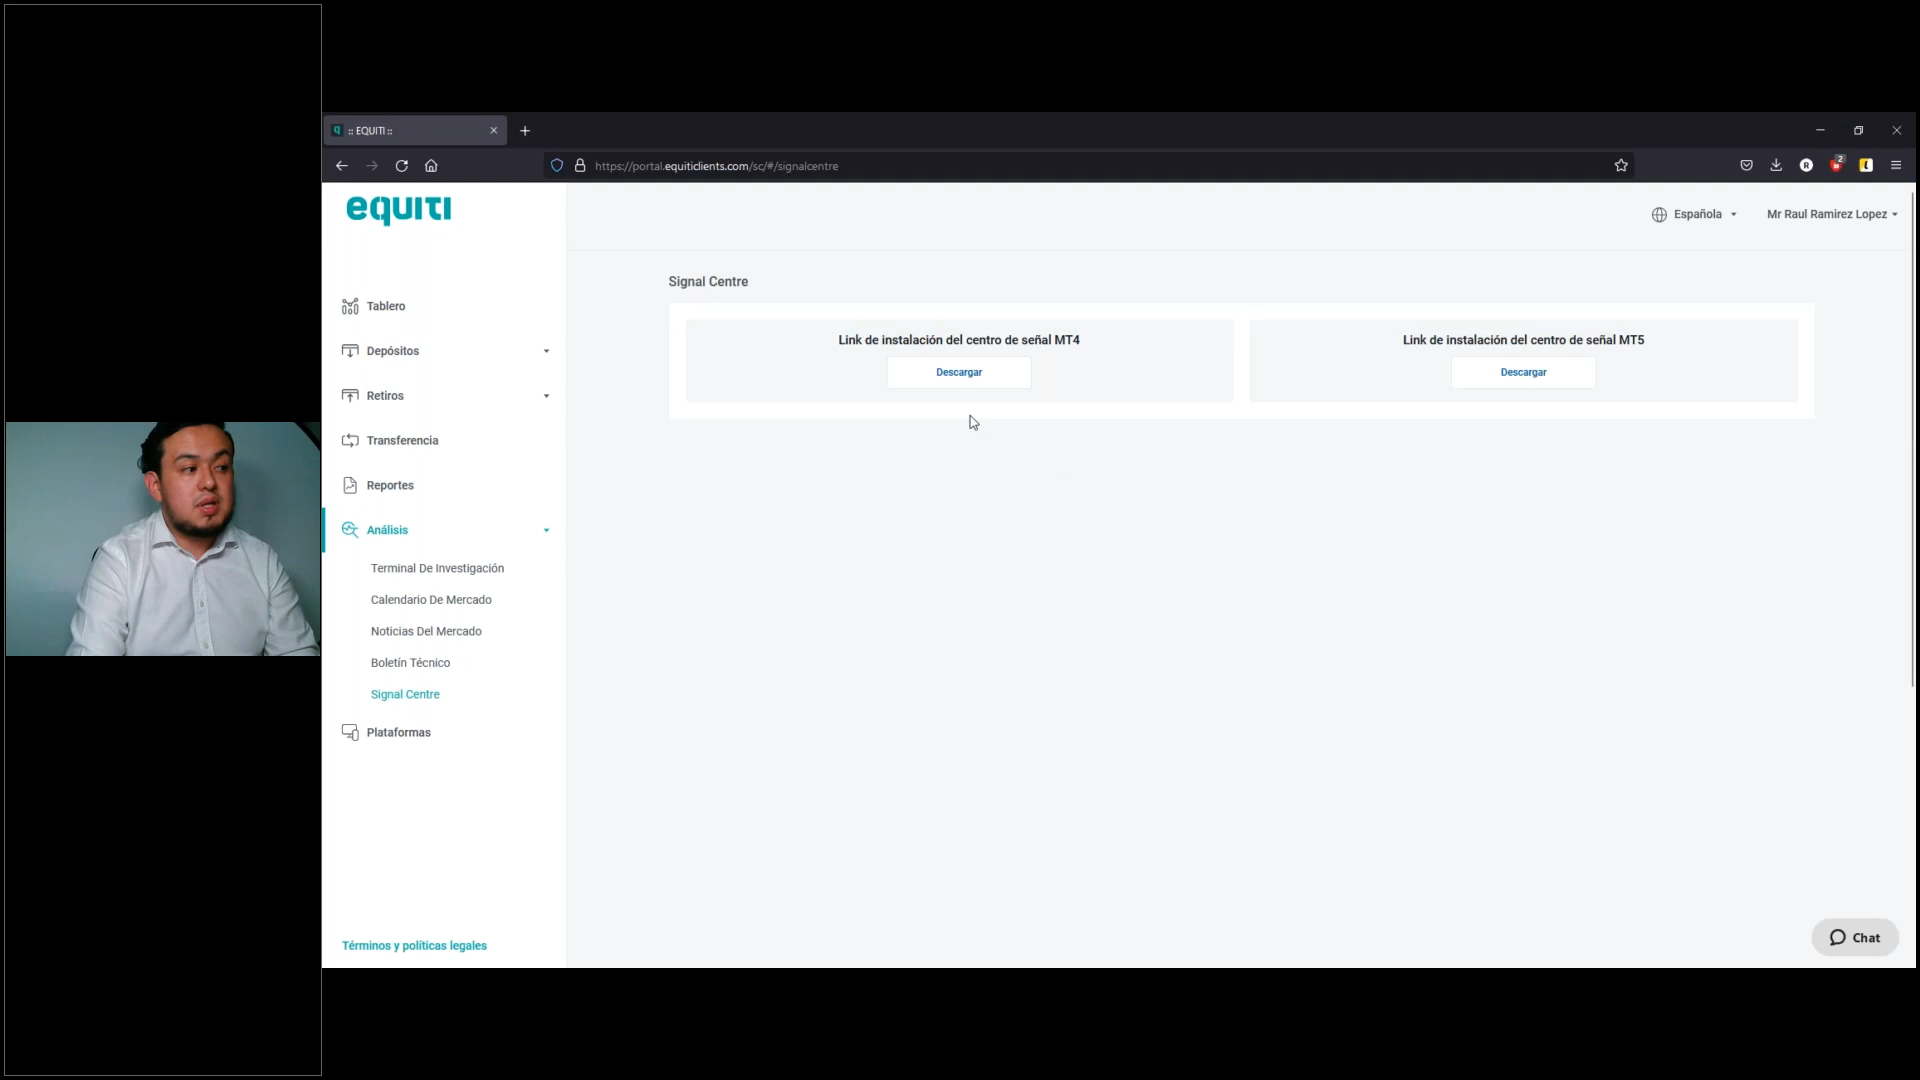 :: EQUITI ::
https://portal.equiticlients.com/sc/#/signalcentre
2
equiti
Española
Mr Raul Ramirez Lopez
Tablero
Depósitos
Retiros
Transferencia
Reportes
Análisis
Terminal De Investigación
Calendario De Mercado
Noticias Del Mercado
Boletín Técnico
Signal Centre
Plataformas
Términos y políticas legales
Signal Centre
Link de instalación del centro de señal MT4
Descargar
Link de instalación del centro de señal MT5
Descargar
Chat